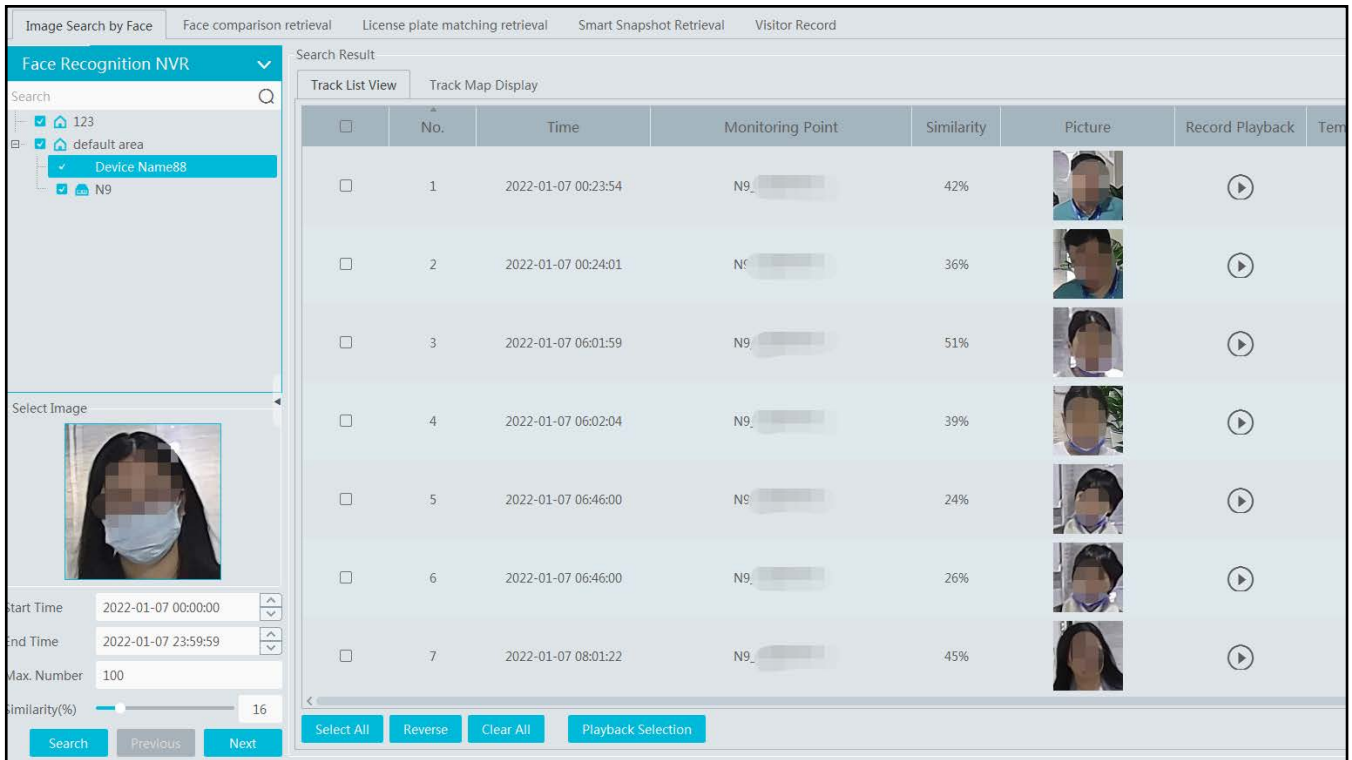 Image Search by Face Face comparison retrieval License plate matching retrieval Smart Snapshot Retrieval Visitor Record
Face Recognition NVR
Search
123
default area
Device Name88
N9
Select Image
Start Time 2022-01-07 00:00:00
End Time 2022-01-07 23:59:59
Max. Number 100
Similarity(%) 16
Search Previous Next
Search Result
Track List View Track Map Display
No. Time Monitoring Point Similarity Picture Record Playback
1 2022-01-07 00:23:54 N9_ 42%
2 2022-01-07 00:24:01 36%
3 2022-01-07 06:01:59 N9 51%
4 2022-01-07 06:02:04 N9 39%
5 2022-01-07 06:46:00 24%
6 2022-01-07 06:46:00 N9 26%
7 2022-01-07 08:01:22 N9_ 45%
Select All Reverse Clear All Playback Selection